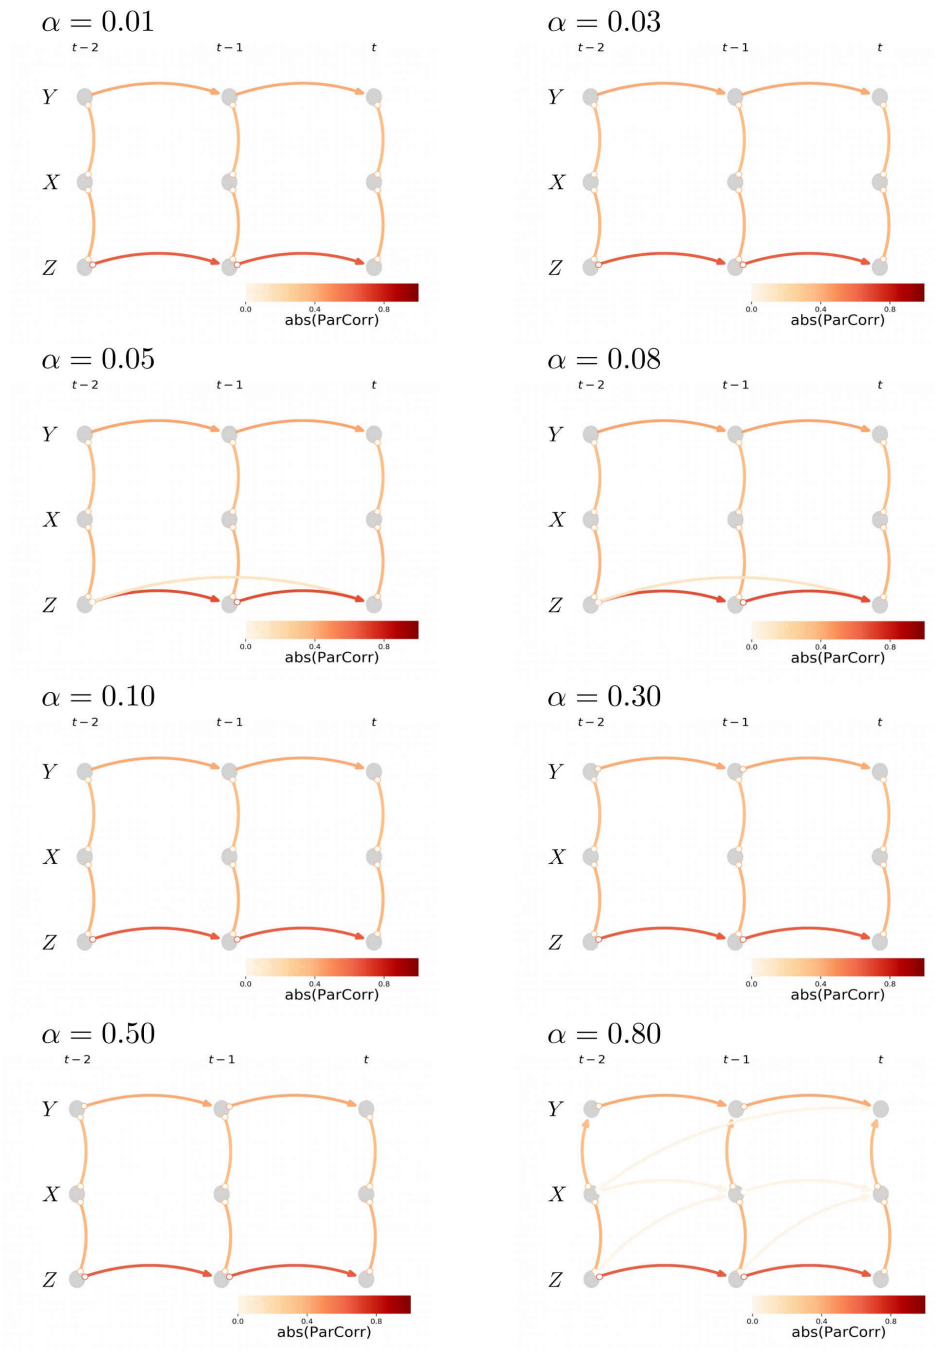 α = 0.01
t − 2 t − 1 t
Y
X
Z
0.0 0.4 0.8
abs(ParCorr)
α = 0.03
t − 2 t − 1 t
Y
X
Z
0.0 0.4 0.8
abs(ParCorr)
α = 0.05
t − 2 t − 1 t
Y
X
Z
0.0 0.4 0.8
abs(ParCorr)
α = 0.08
t − 2 t − 1 t
Y
X
Z
0.0 0.4 0.8
abs(ParCorr)
α = 0.10
t − 2 t − 1 t
Y
X
Z
0.0 0.4 0.8
abs(ParCorr)
α = 0.30
t − 2 t − 1 t
Y
X
Z
0.0 0.4 0.8
abs(ParCorr)
α = 0.50
t − 2 t − 1 t
Y
X
Z
0.0 0.4 0.8
abs(ParCorr)
α = 0.80
t − 2 t − 1 t
Y
X
Z
0.0 0.4 0.8
abs(ParCorr)